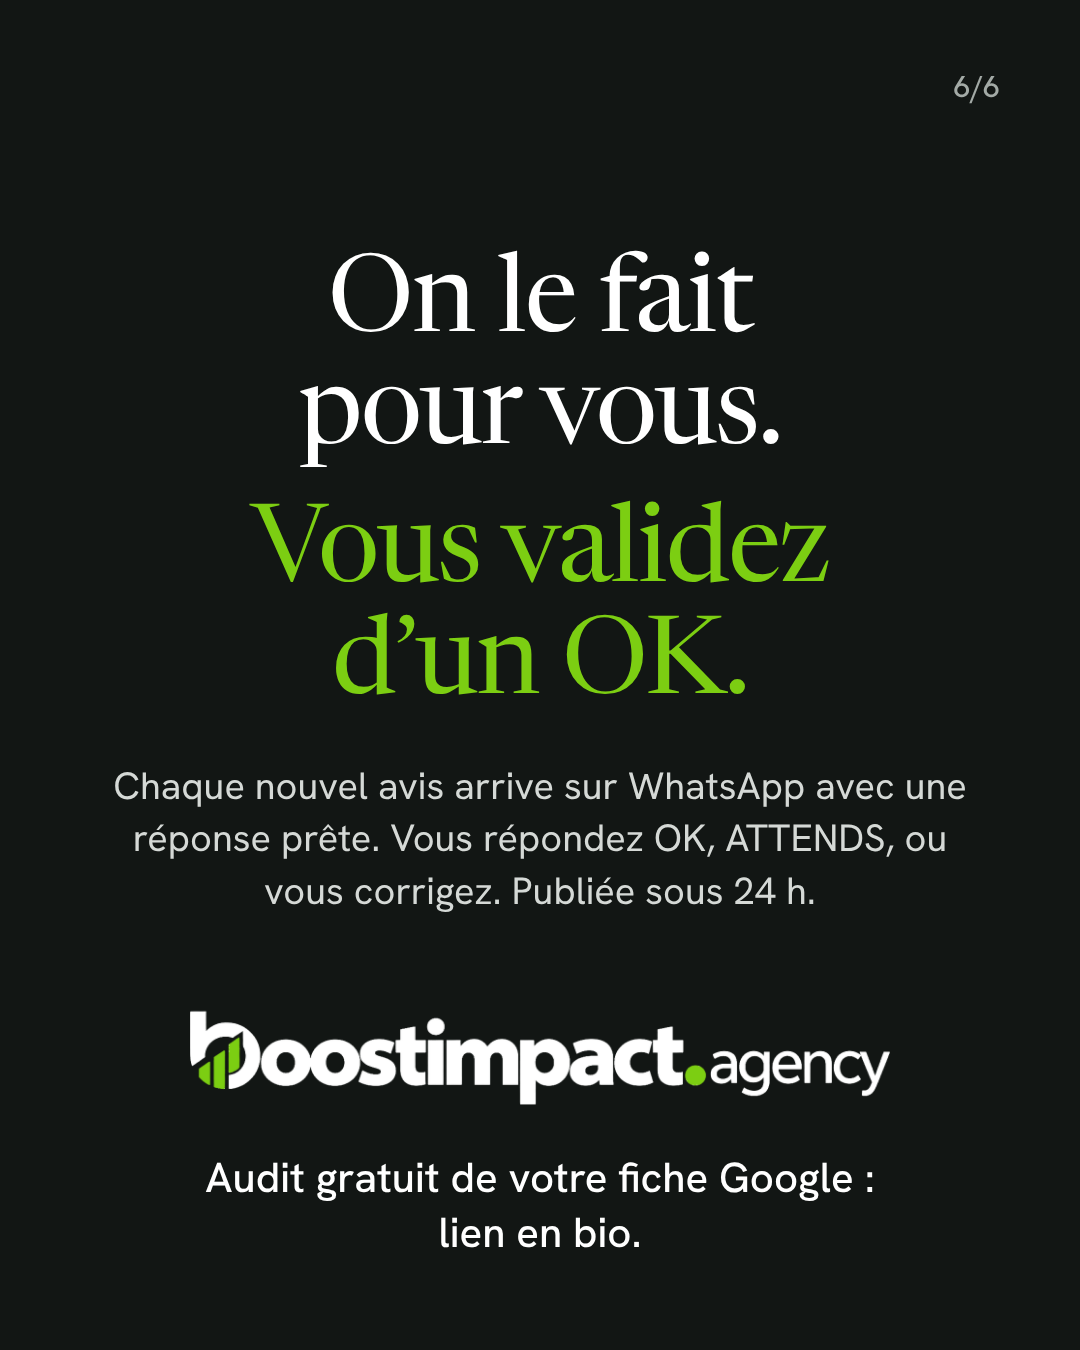 6/6
On le fait
pour vous.
Vous validez
d’un OK.
Chaque nouvel avis arrive sur WhatsApp avec une
réponse prête. Vous répondez OK, ATTENDS, ou
vous corrigez. Publiée sous 24 h.
boostimpact.agency
Audit gratuit de votre fiche Google :
lien en bio.